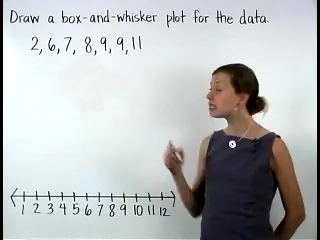 Draw a box-and-whisker plot for the data.
2, 6, 7, 8, 9, 9, 11
1 2 3 4 5 6 7 8 9 10 11 12